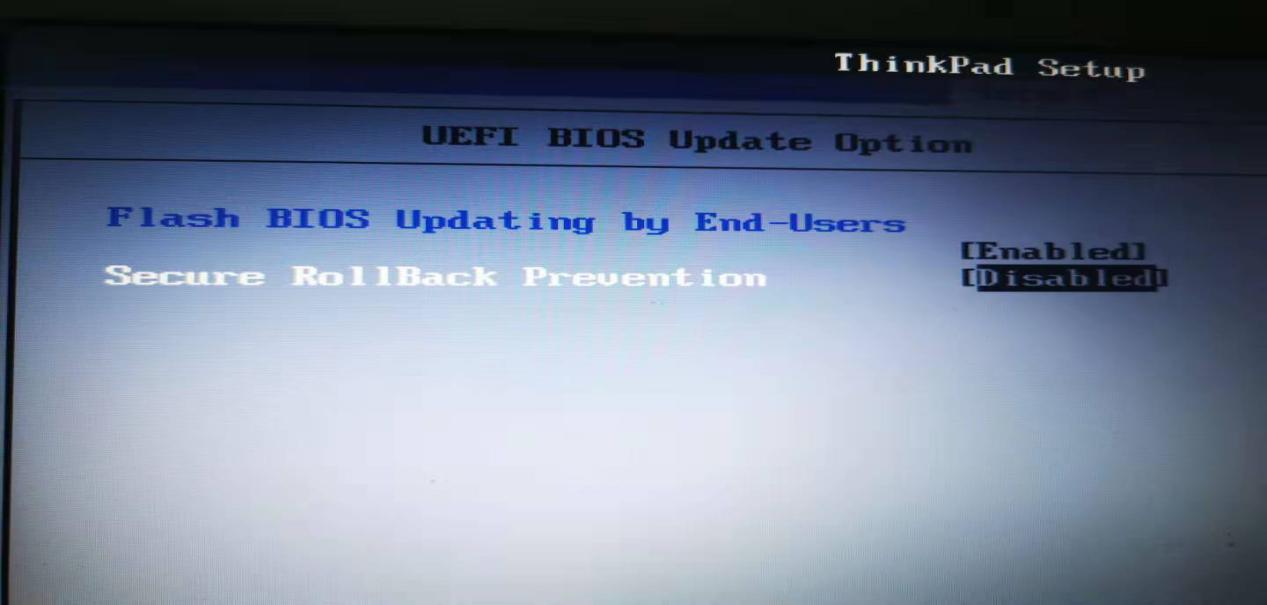 ThinkPad Setup
UEFI BIOS Update Option
Flash BIOS Updating by End-Users
[Enabled]
Secure RollBack Prevention [Disabled]